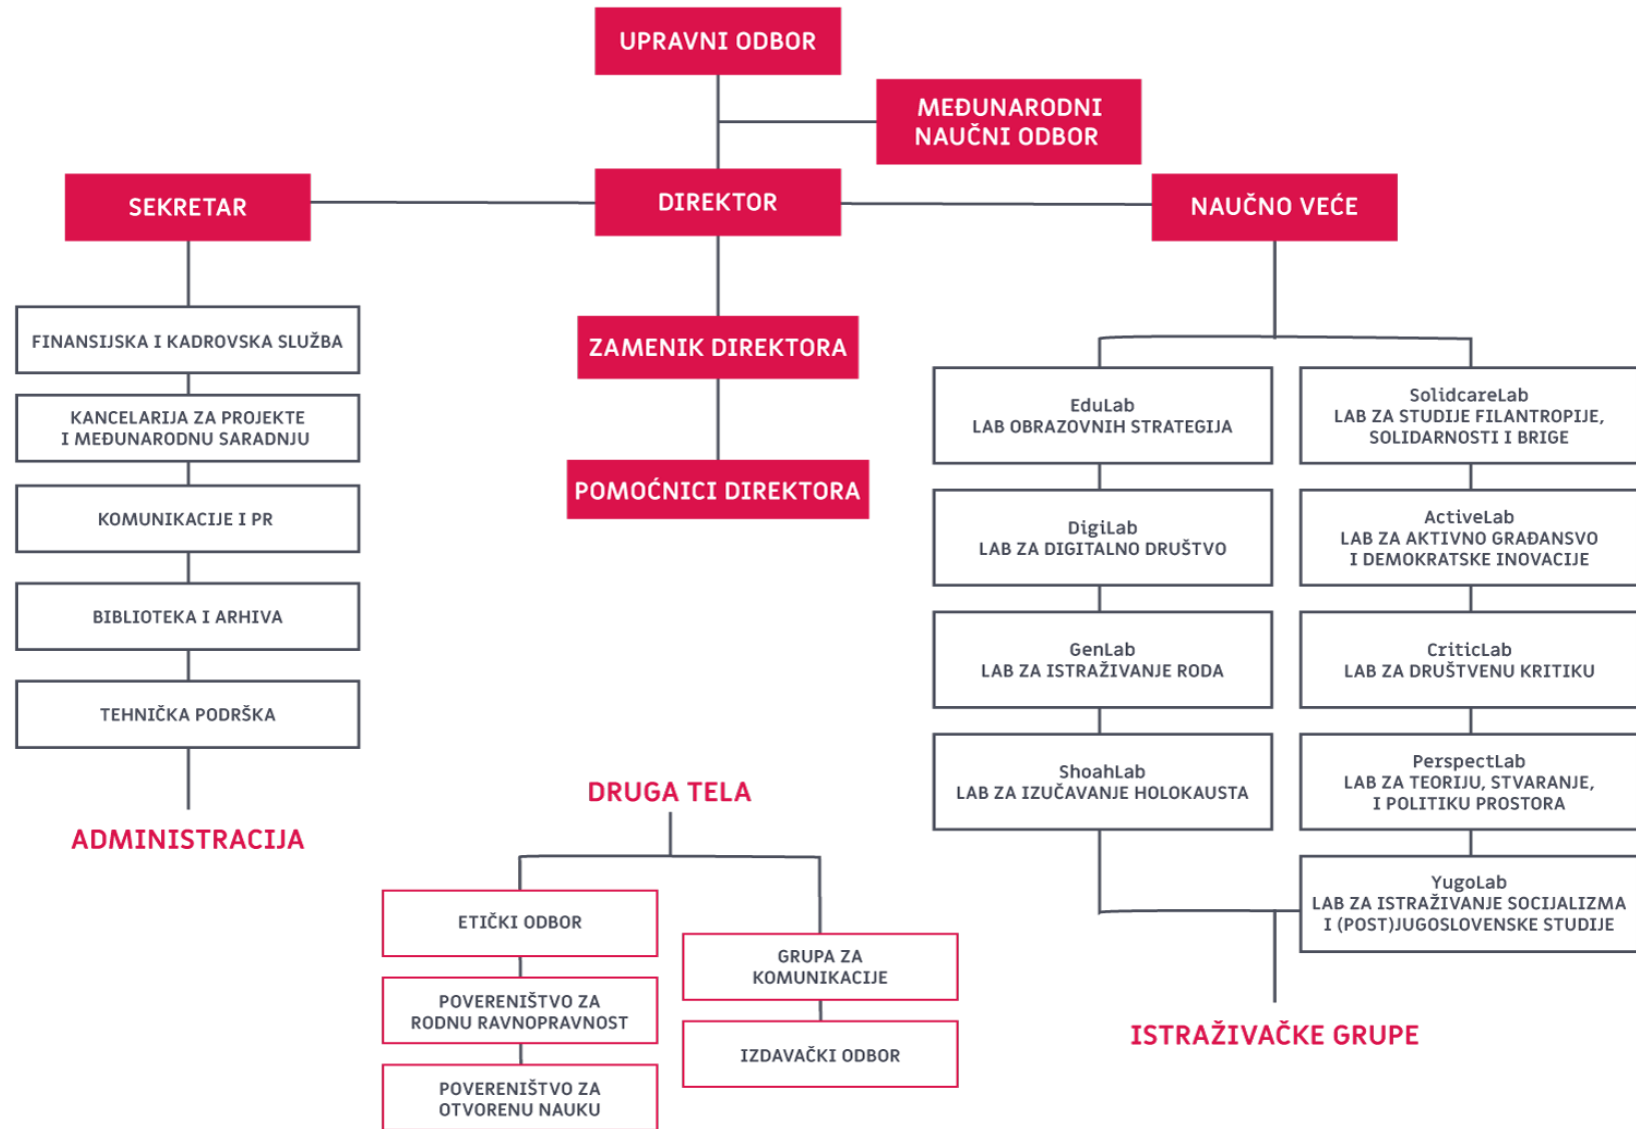 UPRAVNI ODBOR
MEĐUNARODNI
NAUČNI ODBOR
SEKRETAR
DIREKTOR
NAUČNO VEĆE
ZAMENIK DIREKTORA
POMOĆNICI DIREKTORA
FINANSIJSKA I KADROVSKA SLUŽBA
KANCELARIJA ZA PROJEKTE
I MEĐUNARODNU SARADNJU
KOMUNIKACIJE I PR
BIBLIOTEKA I ARHIVA
TEHNIČKA PODRŠKA
ADMINISTRACIJA
DRUGA TELA
ETIČKI ODBOR
POVERENIŠTVO ZA
RODNU RAVNOPRAVNOST
POVERENIŠTVO ZA
OTVORENU NAUKU
GRUPA ZA
KOMUNIKACIJE
IZDAVAČKI ODBOR
EduLab
LAB OBRAZOVNIH STRATEGIJA
DigiLab
LAB ZA DIGITALNO DRUŠTVO
GenLab
LAB ZA ISTRAŽIVANJE RODA
ShoahLab
LAB ZA IZUČAVANJE HOLOKAUSTA
SolidcareLab
LAB ZA STUDIJE FILANTROPIJE,
SOLIDARNOSTI I BRIGE
ActiveLab
LAB ZA AKTIVNO GRAĐANSVO
I DEMOKRATSKE INOVACIJE
CriticLab
LAB ZA DRUŠTVENU KRITIKU
PerspectLab
LAB ZA TEORIJU, STVARANJE,
I POLITIKU PROSTORA
YugoLab
LAB ZA ISTRAŽIVANJE SOCIJALIZMA
I (POST)JUGOSLOVENSKE STUDIJE
ISTRAŽIVAČKE GRUPE